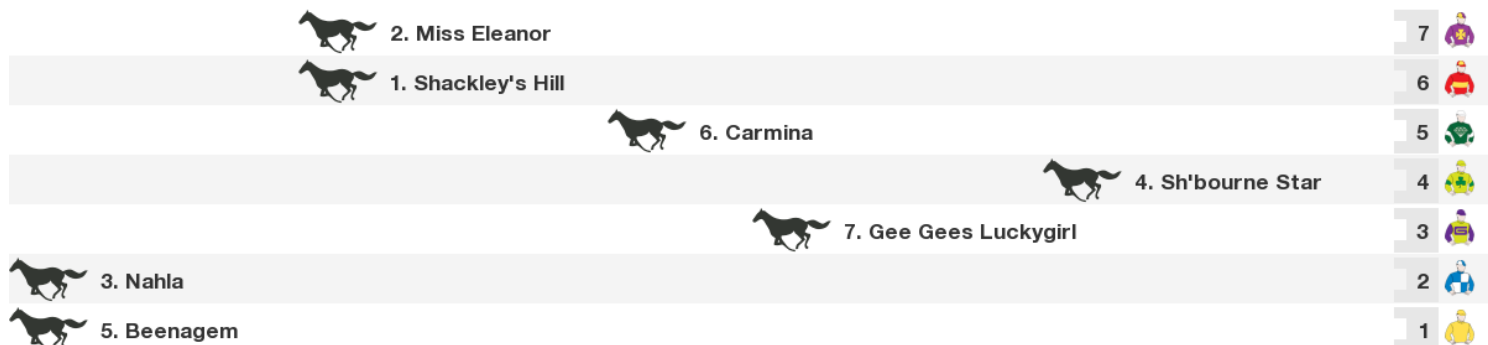 2. Miss Eleanor 7
1. Shackley's Hill 6
6. Carmina 5
4. Sh'bourne Star 4
7. Gee Gees Luckygirl 3
3. Nahla 2
5. Beenagem 1